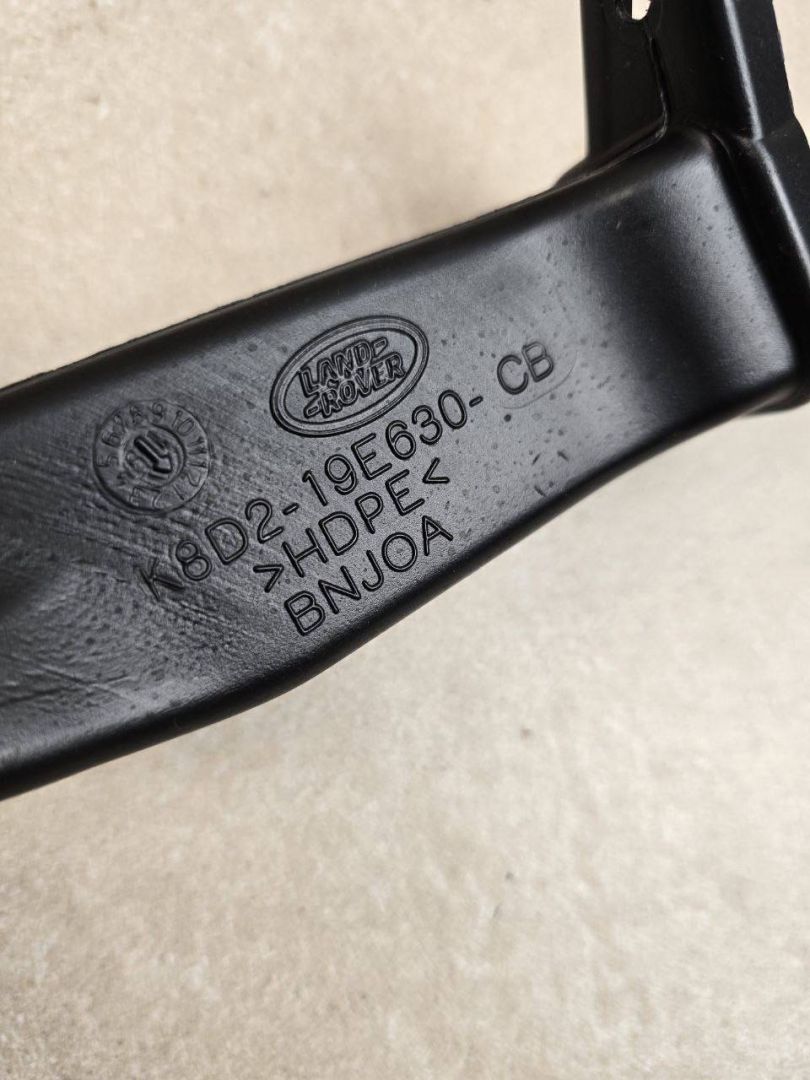 LAND-
-ROVER
K8D2-19E630-CB
>HDPE<
BNJOA